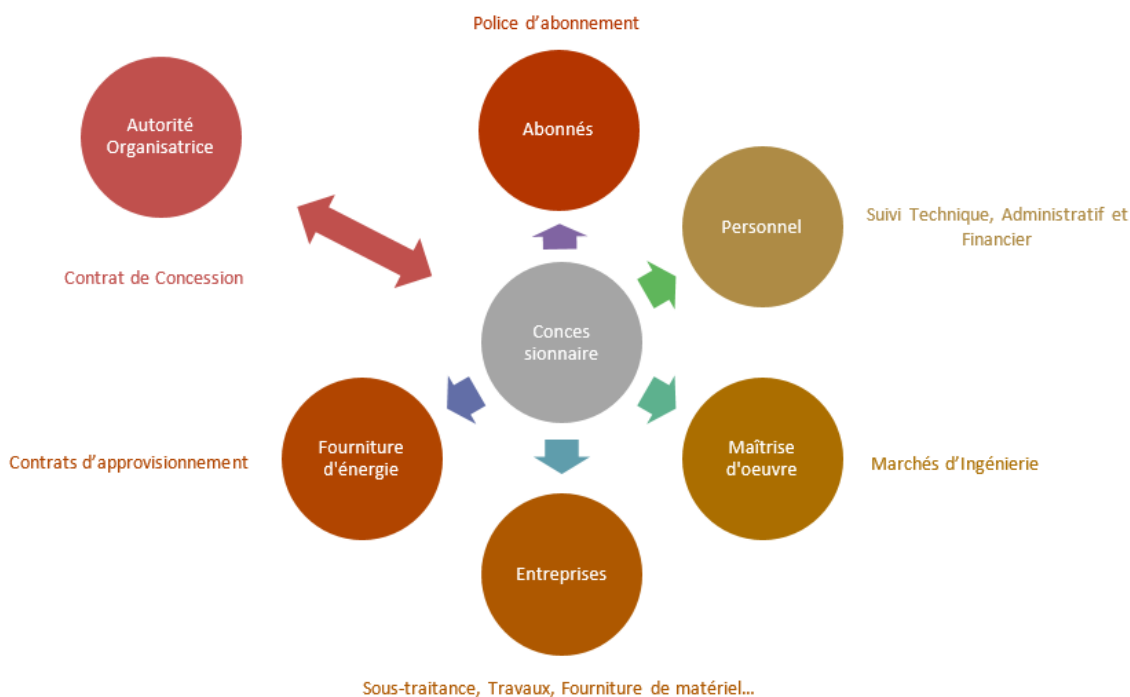 Police d’abonnement
Autorité
Organisatrice
Abonnés
Personnel
Suivi Technique, Administratif et
Financier
Contrat de Concession
Conces
sionnaire
Contrats d’approvisionnement
Fourniture
d'énergie
Maîtrise
d'oeuvre
Marchés d’Ingénierie
Entreprises
Sous-traitance, Travaux, Fourniture de matériel…